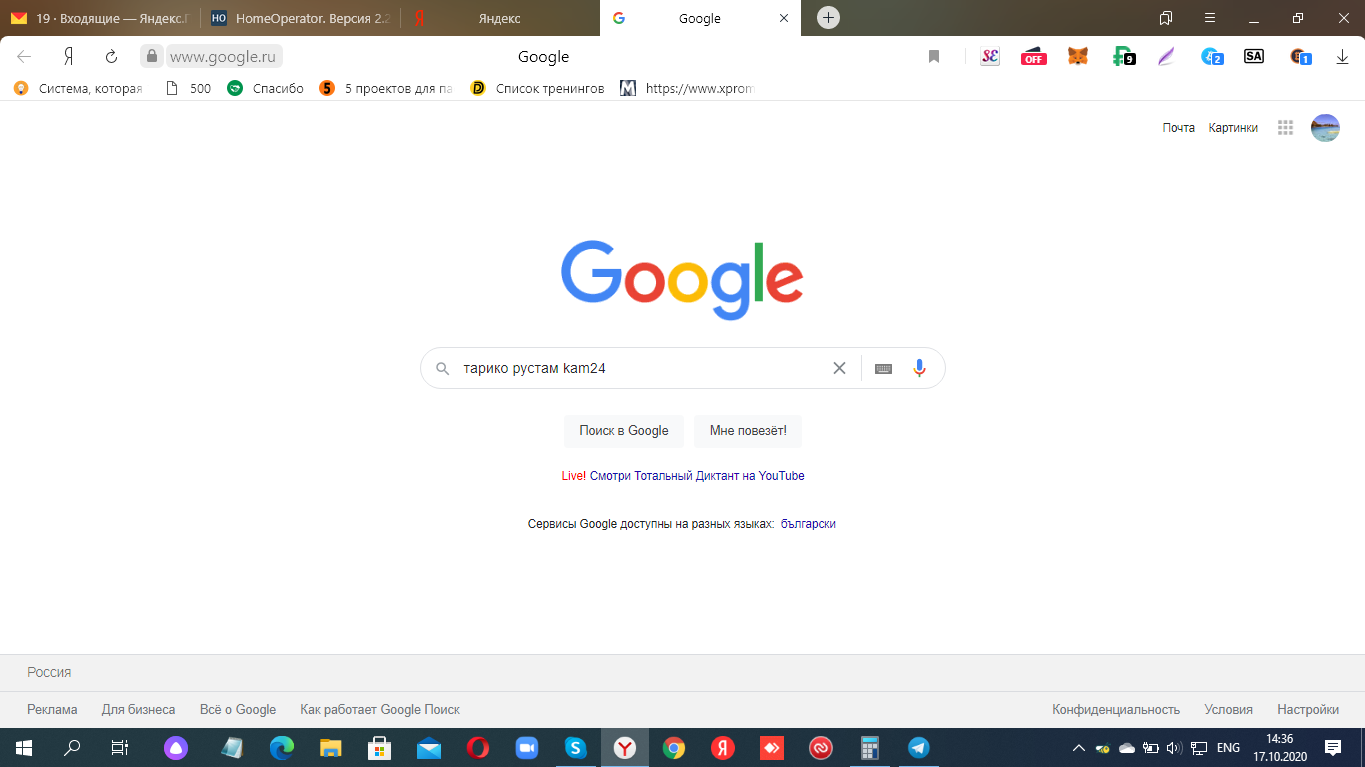 19 · Входящие — Яндекс.П
HO HomeOperator. Версия 2.2
Я Яндекс
Google
Я
www.google.ru
Google
SE
OFF
9
2
SA
1
Система, которая
500
Спасибо
5 5 проектов для па
Список тренингов
M https://www.xprom
Почта Картинки
Google
тарико рустам kam24
Поиск в Google Мне повезёт!
Live! Смотри Тотальный Диктант на YouTube
Сервисы Google доступны на разных языках: български
Россия
Реклама Для бизнеса Всё о Google Как работает Google Поиск
Конфиденциальность Условия Настройки
ENG
14:36
17.10.2020